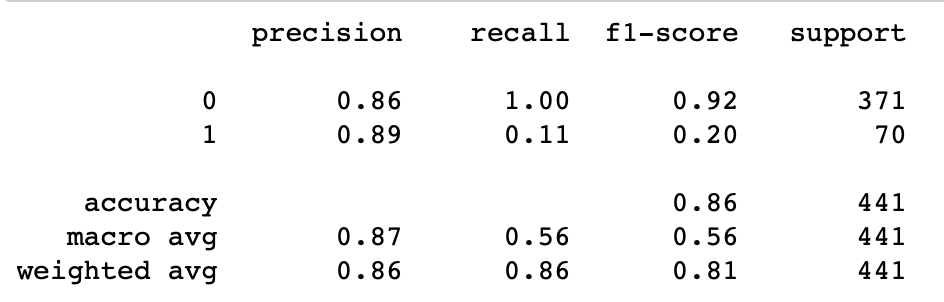 precision recall f1-score support
0 0.86 1.00 0.92 371
1 0.89 0.11 0.20 70
accuracy 0.86 441
macro avg 0.87 0.56 0.56 441
weighted avg 0.86 0.86 0.81 441